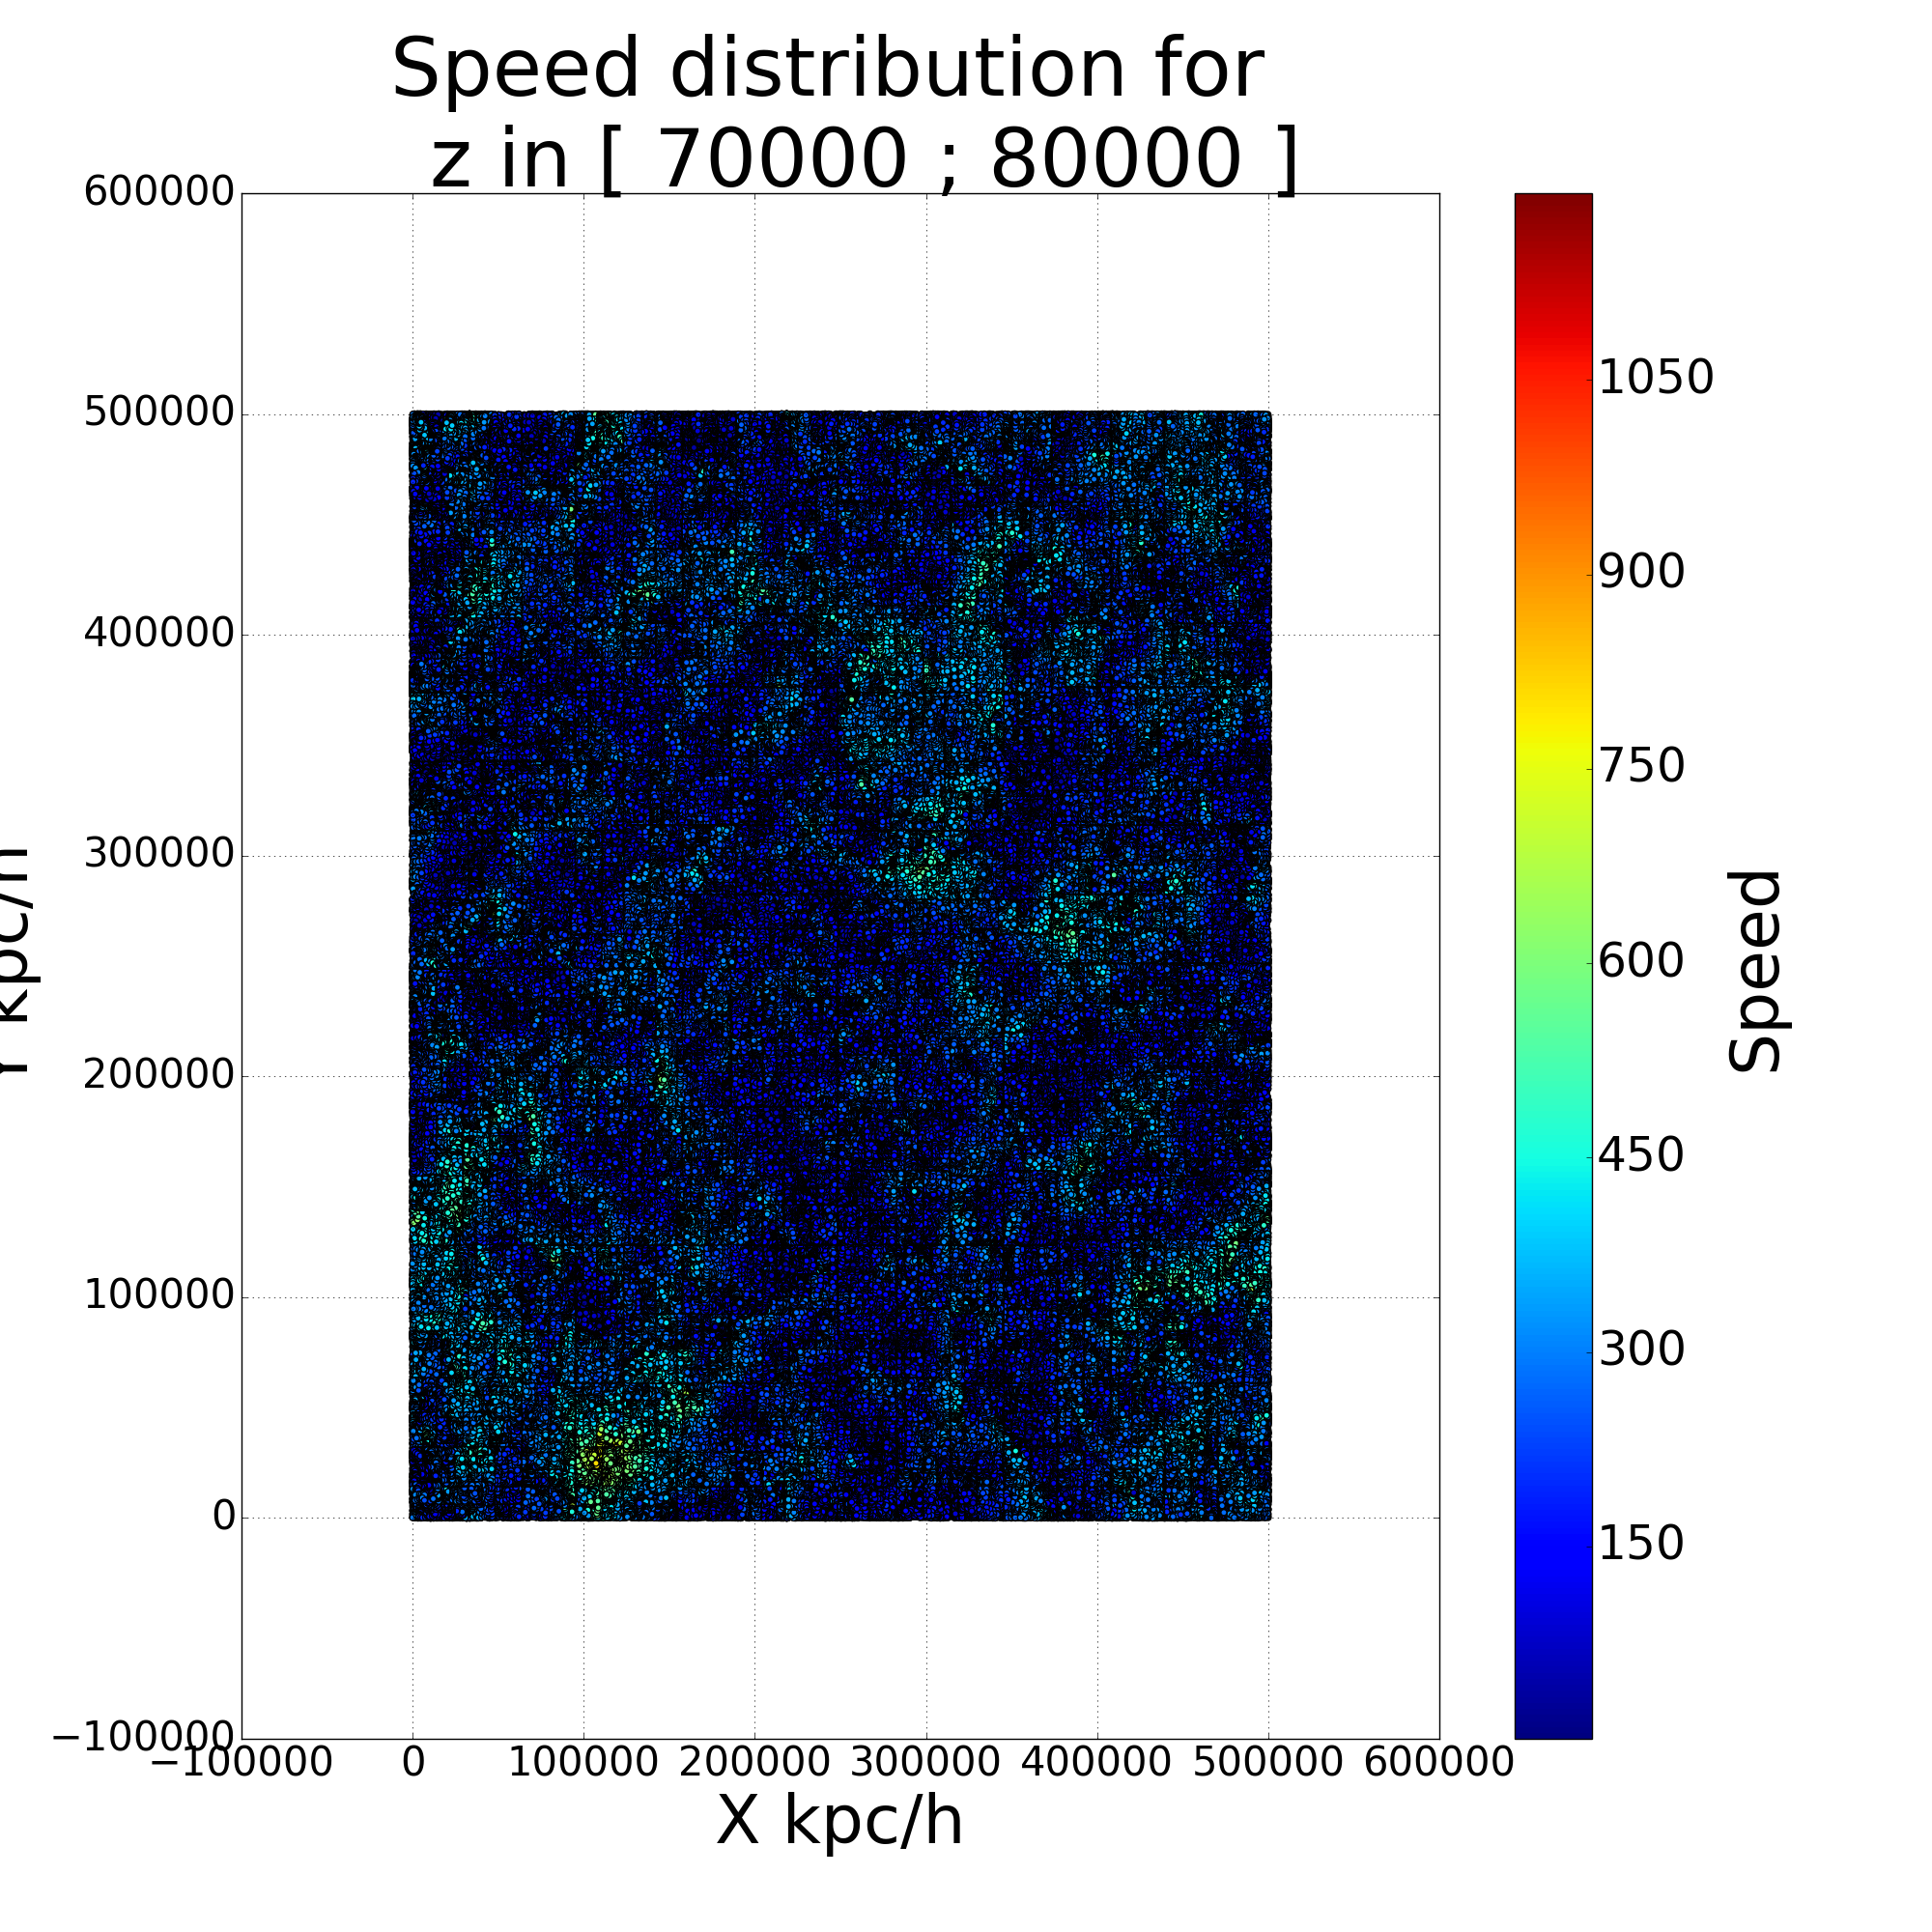 Speed distribution for
z in [ 70000 ; 80000 ]
600000
500000
400000
300000
200000
100000
0
−100000
−100000 0 100000 200000 300000 400000 500000 600000
X kpc/h
Y kpc/h
1050
900
750
600
450
300
150
Speed